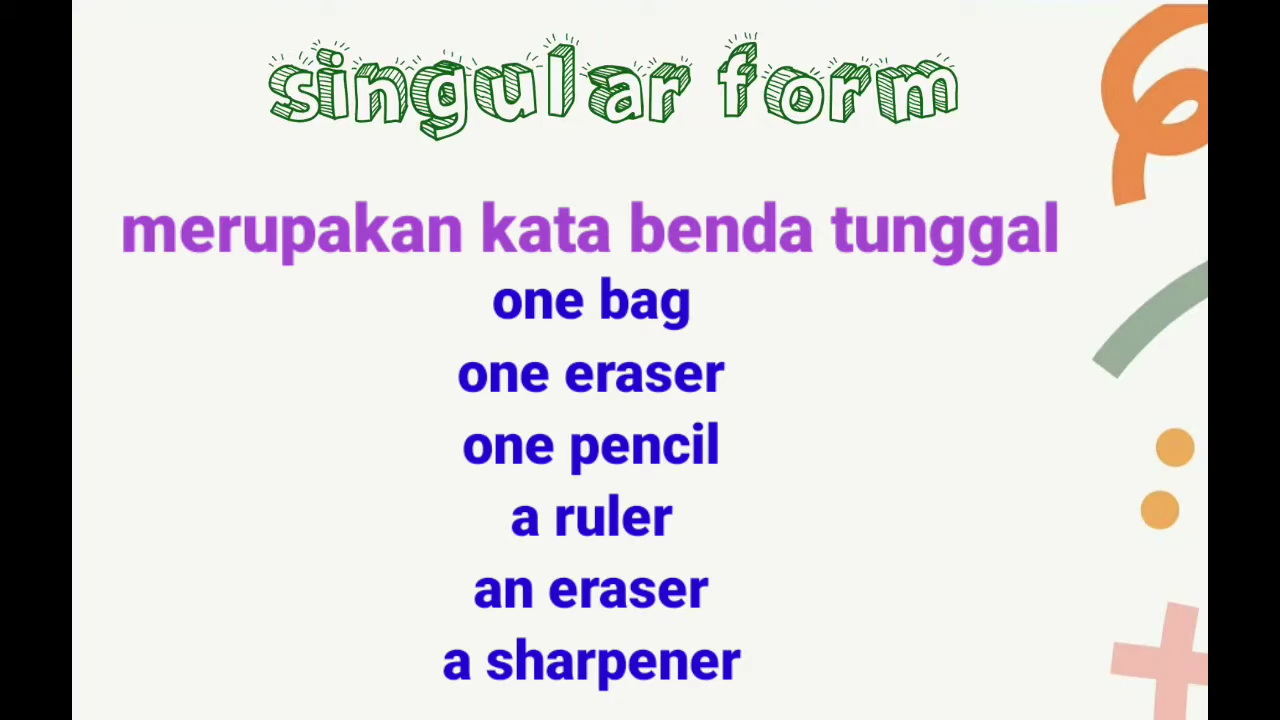 singular form
merupakan kata benda tunggal
one bag
one eraser
one pencil
a ruler
an eraser
a sharpener